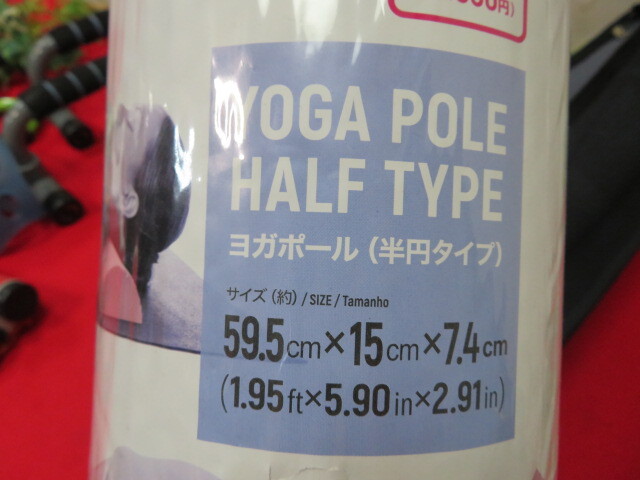 YOGA POLE
HALF TYPE
ヨガポール（半円タイプ）
サイズ（約）/ SIZE / Tamanho
59.5cm×15cm×7.4cm
(1.95ft×5.90in×2.91in)